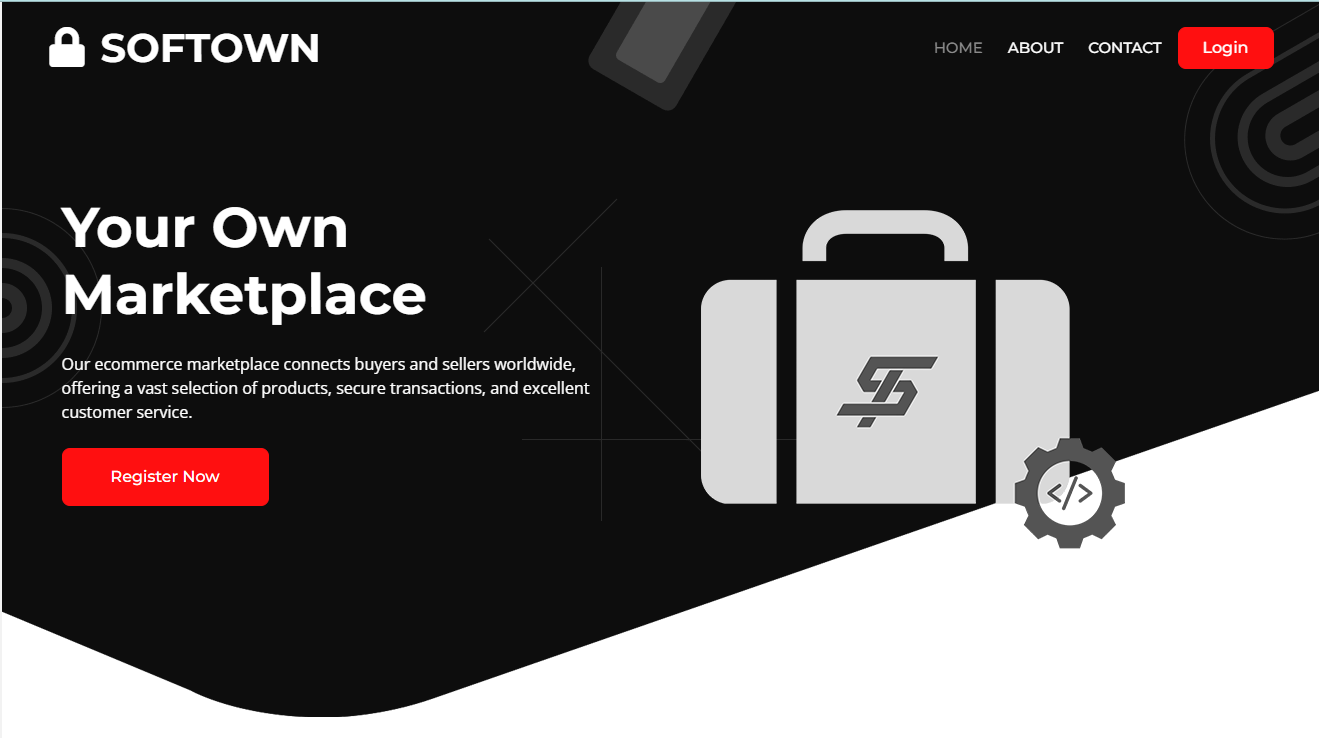 SOFTOWN
HOME ABOUT CONTACT Login
Your Own
Marketplace
Our ecommerce marketplace connects buyers and sellers worldwide,
offering a vast selection of products, secure transactions, and excellent
customer service.
Register Now
</>